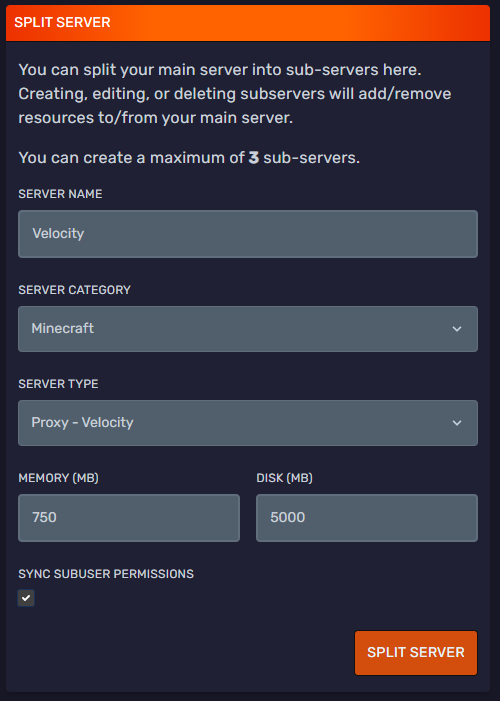 SPLIT SERVER
You can split your main server into sub-servers here.
Creating, editing, or deleting subservers will add/remove
resources to/from your main server.
You can create a maximum of 3 sub-servers.
SERVER NAME
Velocity
SERVER CATEGORY
Minecraft
SERVER TYPE
Proxy - Velocity
MEMORY (MB) DISK (MB)
750 5000
SYNC SUBUSER PERMISSIONS
SPLIT SERVER